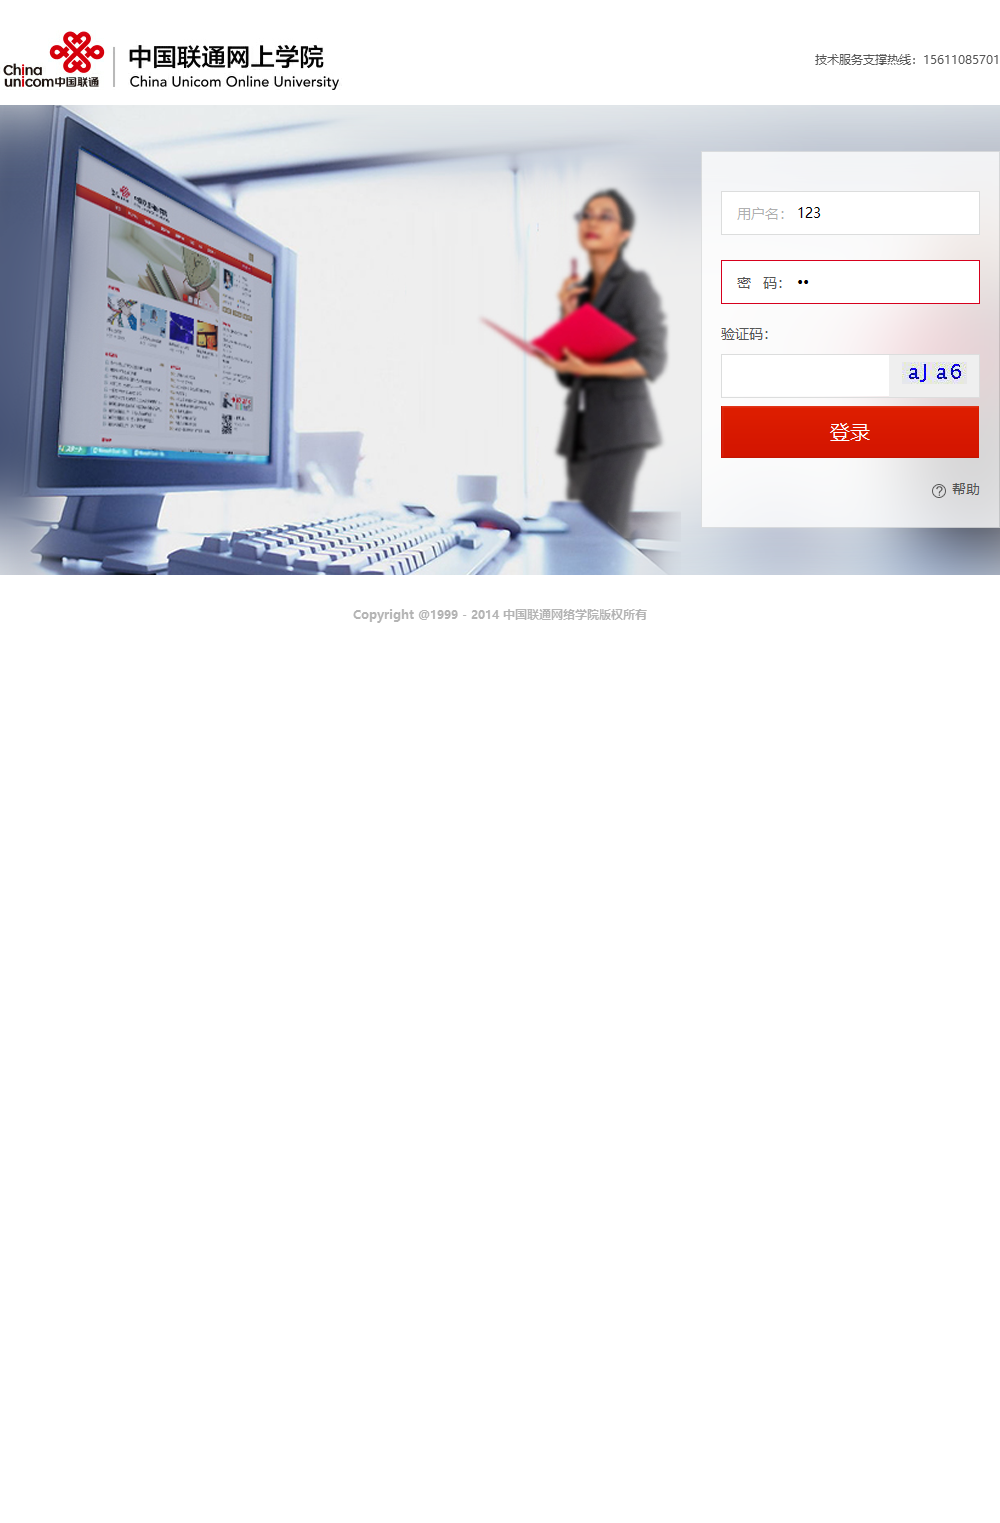 China
unicom中国联通
中国联通网上学院
China Unicom Online University
技术服务支撑热线：15611085701
用户名： 123
密 码： ••
验证码：
aJ a6
登录
帮助
Copyright @1999 - 2014 中国联通网络学院版权所有